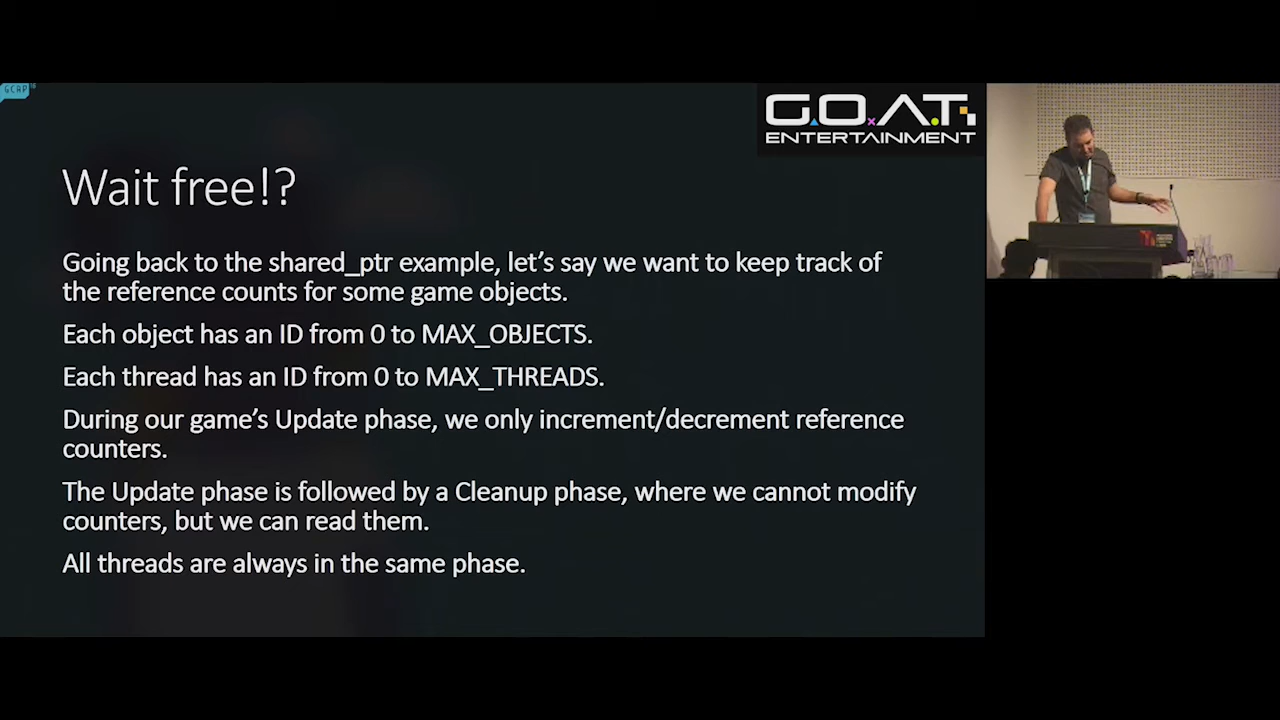 GCAP
G.O.A.T.
ENTERTAINMENT
Wait free!?
Going back to the shared_ptr example, let's say we want to keep track of
the reference counts for some game objects.
Each object has an ID from 0 to MAX_OBJECTS.
Each thread has an ID from 0 to MAX_THREADS.
During our game's Update phase, we only increment/decrement reference
counters.
The Update phase is followed by a Cleanup phase, where we cannot modify
counters, but we can read them.
All threads are always in the same phase.